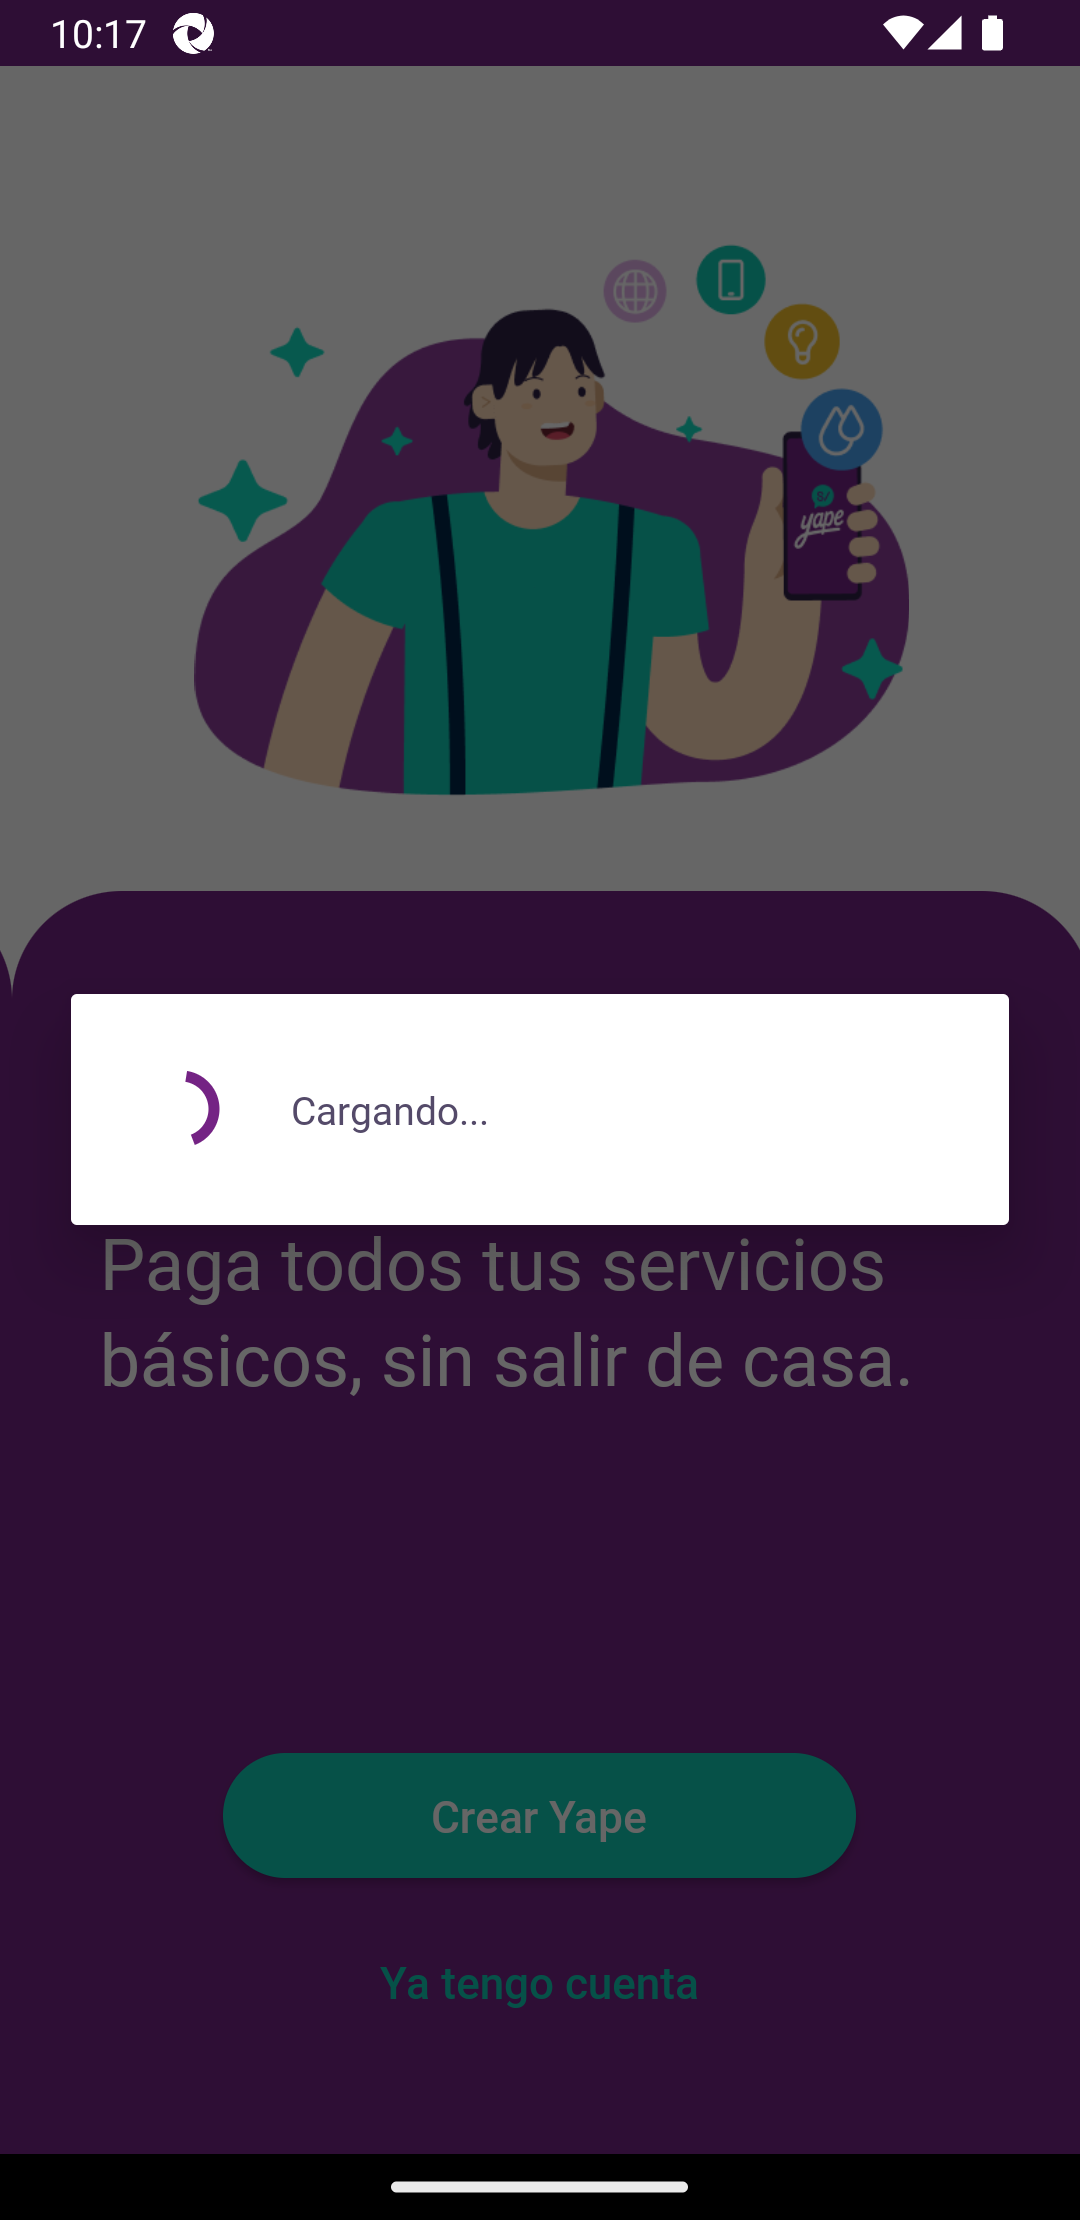 10:17
S/
yape
Cargando...
Paga todos tus servicios
básicos, sin salir de casa.
Crear Yape
Ya tengo cuenta